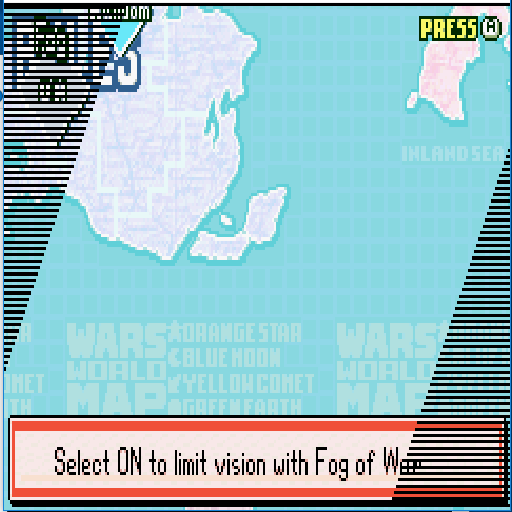 PRESS
INLAND SEA
WARS ORANGE STAR WARS
WORLD BLUE MOON WORLD
MAP YELLOW COMET MAP
GREEN EARTH
Select ON to limit vision with Fog of War